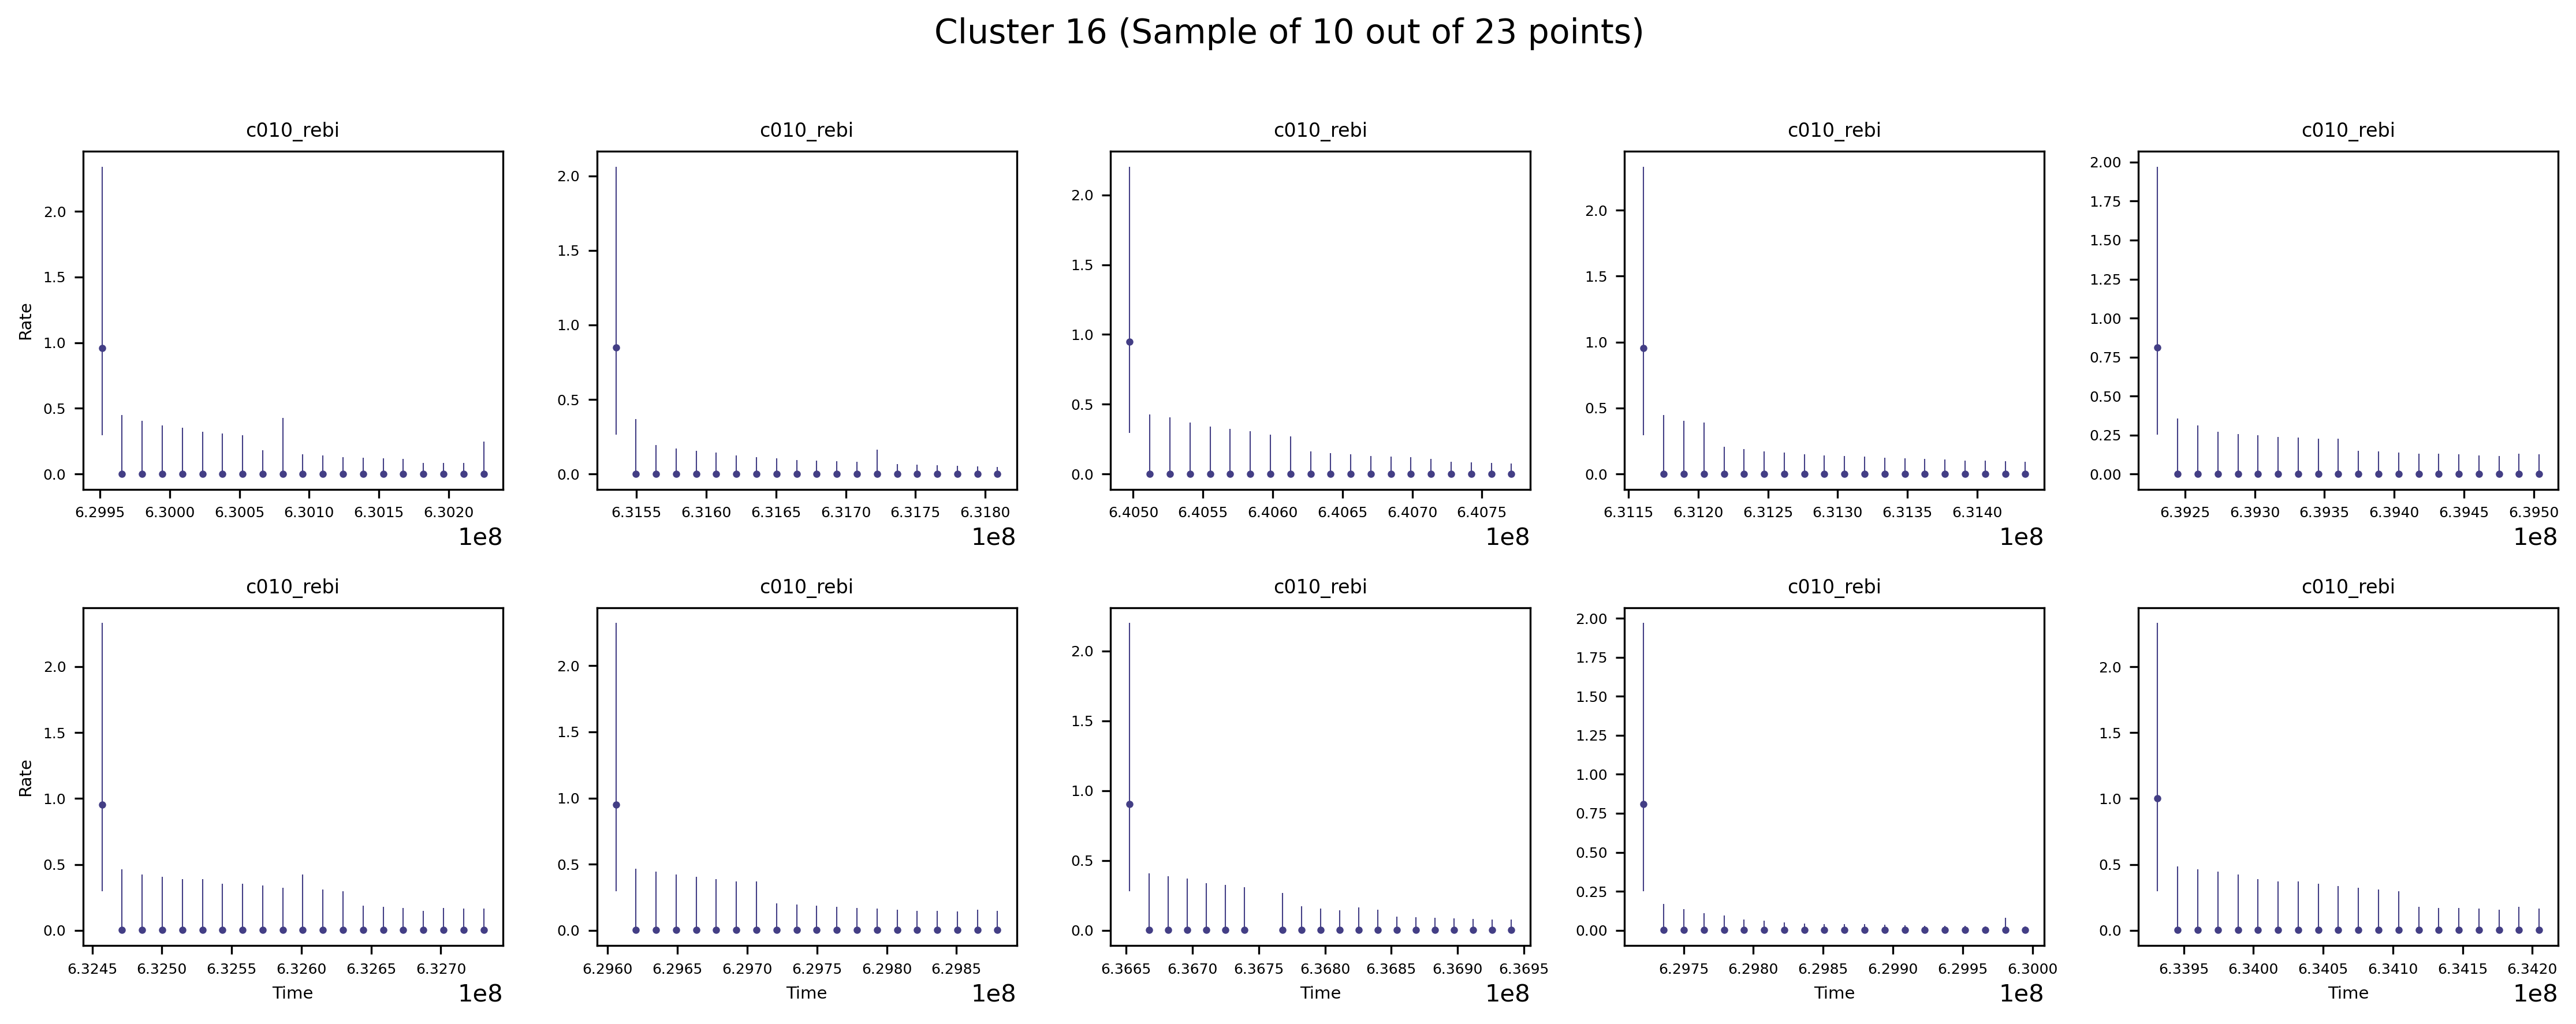 Cluster 16 (Sample of 10 out of 23 points)
c010_rebi c010_rebi c010_rebi c010_rebi c010_rebi
Rate
2.0 1.5 1.0 0.5 0.0
6.2995 6.3000 6.3005 6.3010 6.3015 6.3020
1e8
2.0 1.5 1.0 0.5 0.0
6.3155 6.3160 6.3165 6.3170 6.3175 6.3180
1e8
2.0 1.5 1.0 0.5 0.0
6.4050 6.4055 6.4060 6.4065 6.4070 6.4075
1e8
2.0 1.5 1.0 0.5 0.0
6.3115 6.3120 6.3125 6.3130 6.3135 6.3140
1e8
2.00 1.75 1.50 1.25 1.00 0.75 0.50 0.25 0.00
6.3925 6.3930 6.3935 6.3940 6.3945 6.3950
1e8
c010_rebi c010_rebi c010_rebi c010_rebi c010_rebi
Rate
2.0 1.5 1.0 0.5 0.0
6.3245 6.3250 6.3255 6.3260 6.3265 6.3270
Time 1e8
2.0 1.5 1.0 0.5 0.0
6.2960 6.2965 6.2970 6.2975 6.2980 6.2985
Time 1e8
2.0 1.5 1.0 0.5 0.0
6.3665 6.3670 6.3675 6.3680 6.3685 6.3690 6.3695
Time 1e8
2.00 1.75 1.50 1.25 1.00 0.75 0.50 0.25 0.00
6.2975 6.2980 6.2985 6.2990 6.2995 6.3000
Time 1e8
2.0 1.5 1.0 0.5 0.0
6.3395 6.3400 6.3405 6.3410 6.3415 6.3420
Time 1e8